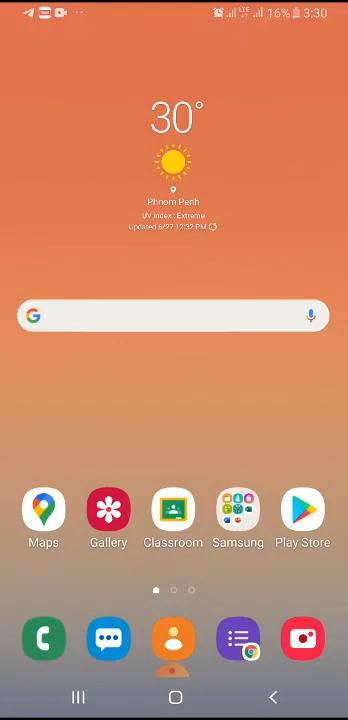 LTE 16% 3:30
30°
Phnom Penh
UV index : Extreme
Updated 6/27 12:32 PM
Maps Gallery Classroom Samsung Play Store